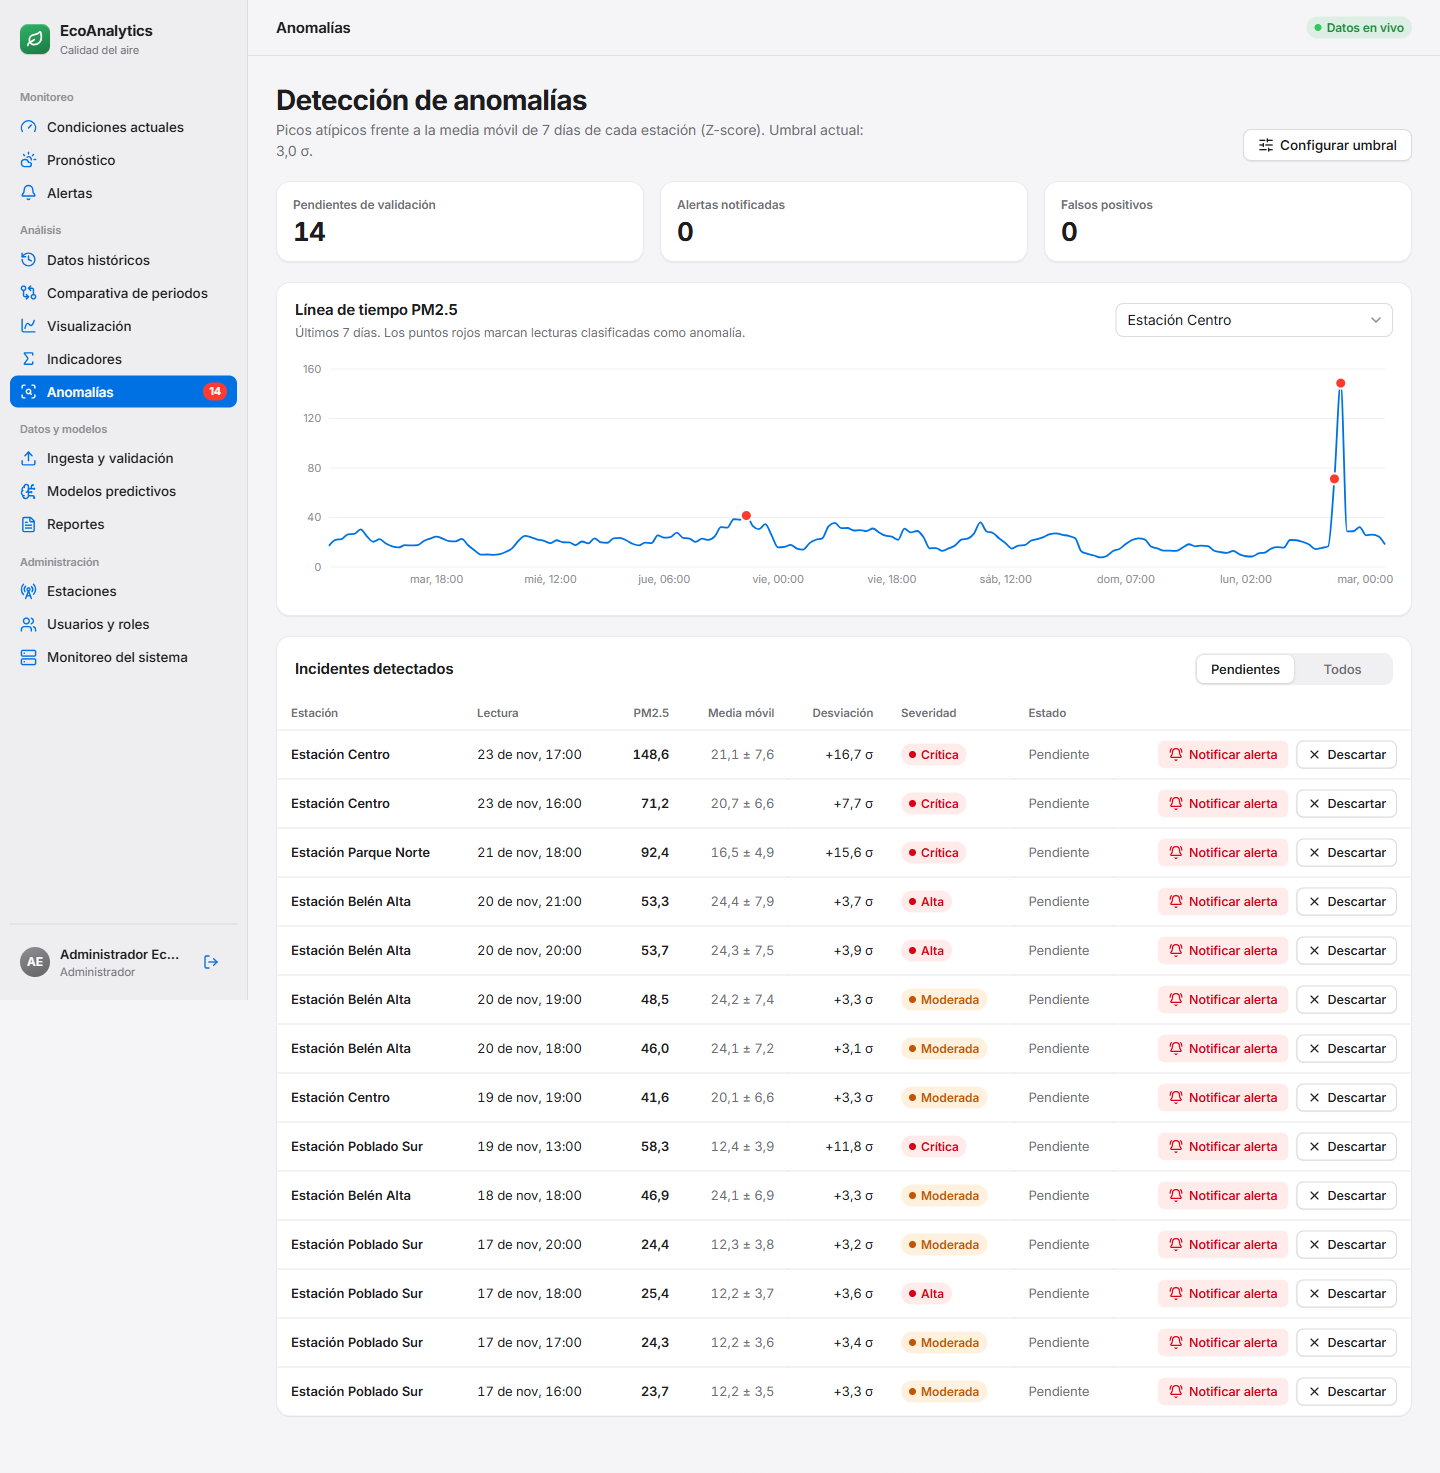 EcoAnalytics
Calidad del aire
Monitoreo
Condiciones actuales
Pronóstico
Alertas
Análisis
Datos históricos
Comparativa de periodos
Visualización
Indicadores
Anomalías 14
Datos y modelos
Ingesta y validación
Modelos predictivos
Reportes
Administración
Estaciones
Usuarios y roles
Monitoreo del sistema
AE
Administrador Ec...
Administrador
Anomalías
Datos en vivo
Detección de anomalías
Picos atípicos frente a la media móvil de 7 días de cada estación (Z-score). Umbral actual:
3,0 σ.
Configurar umbral
Pendientes de validación
14
Alertas notificadas
0
Falsos positivos
0
Línea de tiempo PM2.5
Últimos 7 días. Los puntos rojos marcan lecturas clasificadas como anomalía.
Estación Centro
160
120
80
40
0
mar, 18:00 mié, 12:00 jue, 06:00 vie, 00:00 vie, 18:00 sáb, 12:00 dom, 07:00 lun, 02:00 mar, 00:00
Incidentes detectados
Pendientes Todos
Estación Lectura PM2.5 Media móvil Desviación Severidad Estado
Estación Centro 23 de nov, 17:00 148,6 21,1 ± 7,6 +16,7 σ Crítica Pendiente Notificar alerta Descartar
Estación Centro 23 de nov, 16:00 71,2 20,7 ± 6,6 +7,7 σ Crítica Pendiente Notificar alerta Descartar
Estación Parque Norte 21 de nov, 18:00 92,4 16,5 ± 4,9 +15,6 σ Crítica Pendiente Notificar alerta Descartar
Estación Belén Alta 20 de nov, 21:00 53,3 24,4 ± 7,9 +3,7 σ Alta Pendiente Notificar alerta Descartar
Estación Belén Alta 20 de nov, 20:00 53,7 24,3 ± 7,5 +3,9 σ Alta Pendiente Notificar alerta Descartar
Estación Belén Alta 20 de nov, 19:00 48,5 24,2 ± 7,4 +3,3 σ Moderada Pendiente Notificar alerta Descartar
Estación Belén Alta 20 de nov, 18:00 46,0 24,1 ± 7,2 +3,1 σ Moderada Pendiente Notificar alerta Descartar
Estación Centro 19 de nov, 19:00 41,6 20,1 ± 6,6 +3,3 σ Moderada Pendiente Notificar alerta Descartar
Estación Poblado Sur 19 de nov, 13:00 58,3 12,4 ± 3,9 +11,8 σ Crítica Pendiente Notificar alerta Descartar
Estación Belén Alta 18 de nov, 18:00 46,9 24,1 ± 6,9 +3,3 σ Moderada Pendiente Notificar alerta Descartar
Estación Poblado Sur 17 de nov, 20:00 24,4 12,3 ± 3,8 +3,2 σ Moderada Pendiente Notificar alerta Descartar
Estación Poblado Sur 17 de nov, 18:00 25,4 12,2 ± 3,7 +3,6 σ Alta Pendiente Notificar alerta Descartar
Estación Poblado Sur 17 de nov, 17:00 24,3 12,2 ± 3,6 +3,4 σ Moderada Pendiente Notificar alerta Descartar
Estación Poblado Sur 17 de nov, 16:00 23,7 12,2 ± 3,5 +3,3 σ Moderada Pendiente Notificar alerta Descartar